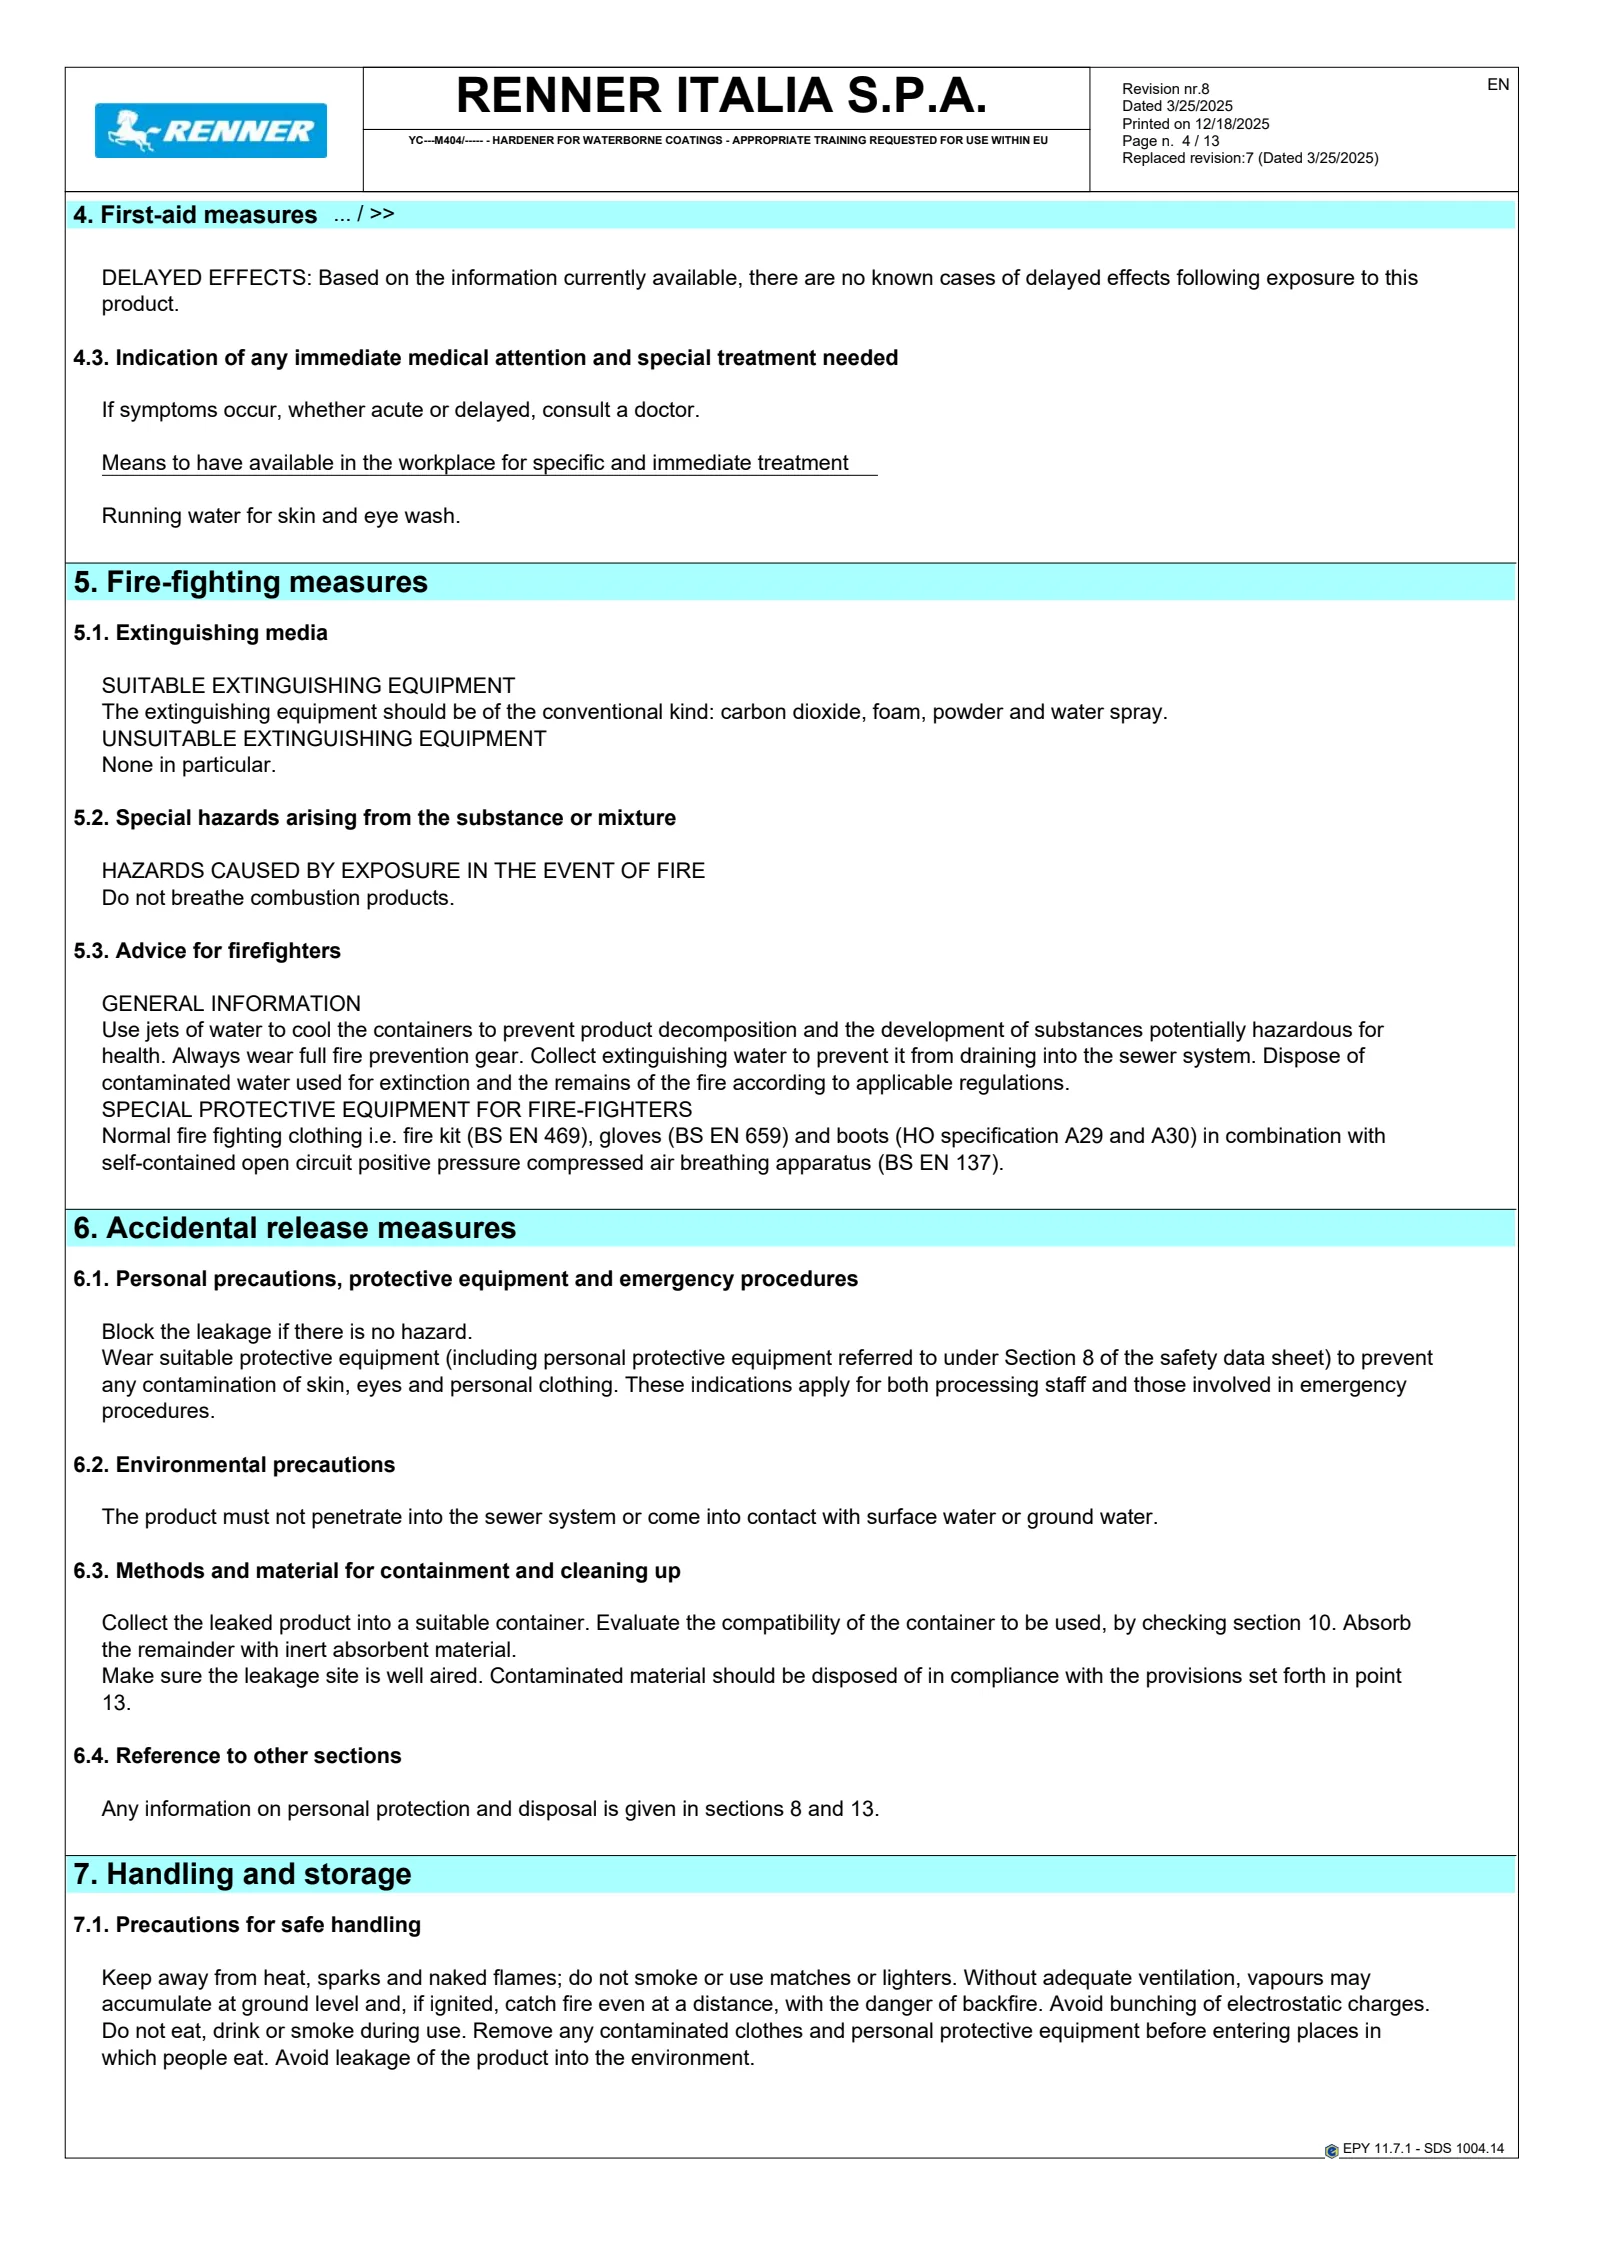 RENNER
RENNER ITALIA S.P.A.
YC---M404/----- - HARDENER FOR WATERBORNE COATINGS - APPROPRIATE TRAINING REQUESTED FOR USE WITHIN EU
Revision nr.8
Dated 3/25/2025
Printed on 12/18/2025
Page n. 4 / 13
Replaced revision:7 (Dated 3/25/2025)
EN
4. First-aid measures ... / >>
DELAYED EFFECTS: Based on the information currently available, there are no known cases of delayed effects following exposure to this
product.
4.3. Indication of any immediate medical attention and special treatment needed
If symptoms occur, whether acute or delayed, consult a doctor.
Means to have available in the workplace for specific and immediate treatment
Running water for skin and eye wash.
5. Fire-fighting measures
5.1. Extinguishing media
SUITABLE EXTINGUISHING EQUIPMENT
The extinguishing equipment should be of the conventional kind: carbon dioxide, foam, powder and water spray.
UNSUITABLE EXTINGUISHING EQUIPMENT
None in particular.
5.2. Special hazards arising from the substance or mixture
HAZARDS CAUSED BY EXPOSURE IN THE EVENT OF FIRE
Do not breathe combustion products.
5.3. Advice for firefighters
GENERAL INFORMATION
Use jets of water to cool the containers to prevent product decomposition and the development of substances potentially hazardous for
health. Always wear full fire prevention gear. Collect extinguishing water to prevent it from draining into the sewer system. Dispose of
contaminated water used for extinction and the remains of the fire according to applicable regulations.
SPECIAL PROTECTIVE EQUIPMENT FOR FIRE-FIGHTERS
Normal fire fighting clothing i.e. fire kit (BS EN 469), gloves (BS EN 659) and boots (HO specification A29 and A30) in combination with
self-contained open circuit positive pressure compressed air breathing apparatus (BS EN 137).
6. Accidental release measures
6.1. Personal precautions, protective equipment and emergency procedures
Block the leakage if there is no hazard.
Wear suitable protective equipment (including personal protective equipment referred to under Section 8 of the safety data sheet) to prevent
any contamination of skin, eyes and personal clothing. These indications apply for both processing staff and those involved in emergency
procedures.
6.2. Environmental precautions
The product must not penetrate into the sewer system or come into contact with surface water or ground water.
6.3. Methods and material for containment and cleaning up
Collect the leaked product into a suitable container. Evaluate the compatibility of the container to be used, by checking section 10. Absorb
the remainder with inert absorbent material.
Make sure the leakage site is well aired. Contaminated material should be disposed of in compliance with the provisions set forth in point
13.
6.4. Reference to other sections
Any information on personal protection and disposal is given in sections 8 and 13.
7. Handling and storage
7.1. Precautions for safe handling
Keep away from heat, sparks and naked flames; do not smoke or use matches or lighters. Without adequate ventilation, vapours may
accumulate at ground level and, if ignited, catch fire even at a distance, with the danger of backfire. Avoid bunching of electrostatic charges.
Do not eat, drink or smoke during use. Remove any contaminated clothes and personal protective equipment before entering places in
which people eat. Avoid leakage of the product into the environment.
EPY 11.7.1 - SDS 1004.14